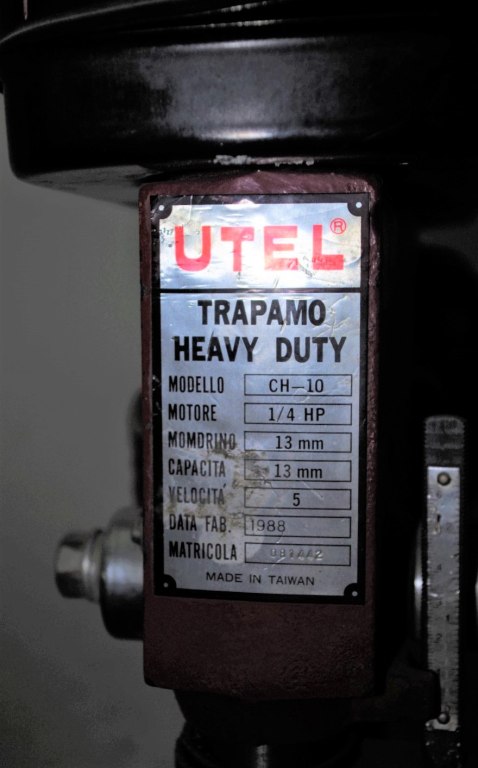 UTEL®
TRAPAMO
HEAVY DUTY
MODELLO CH-10
MOTORE 1/4 HP
MOMDRINO 13 mm
CAPACITA 13 mm
VELOCITÁ 5
DATA FAB. 1988
MATRICOLA
MADE IN TAIWAN